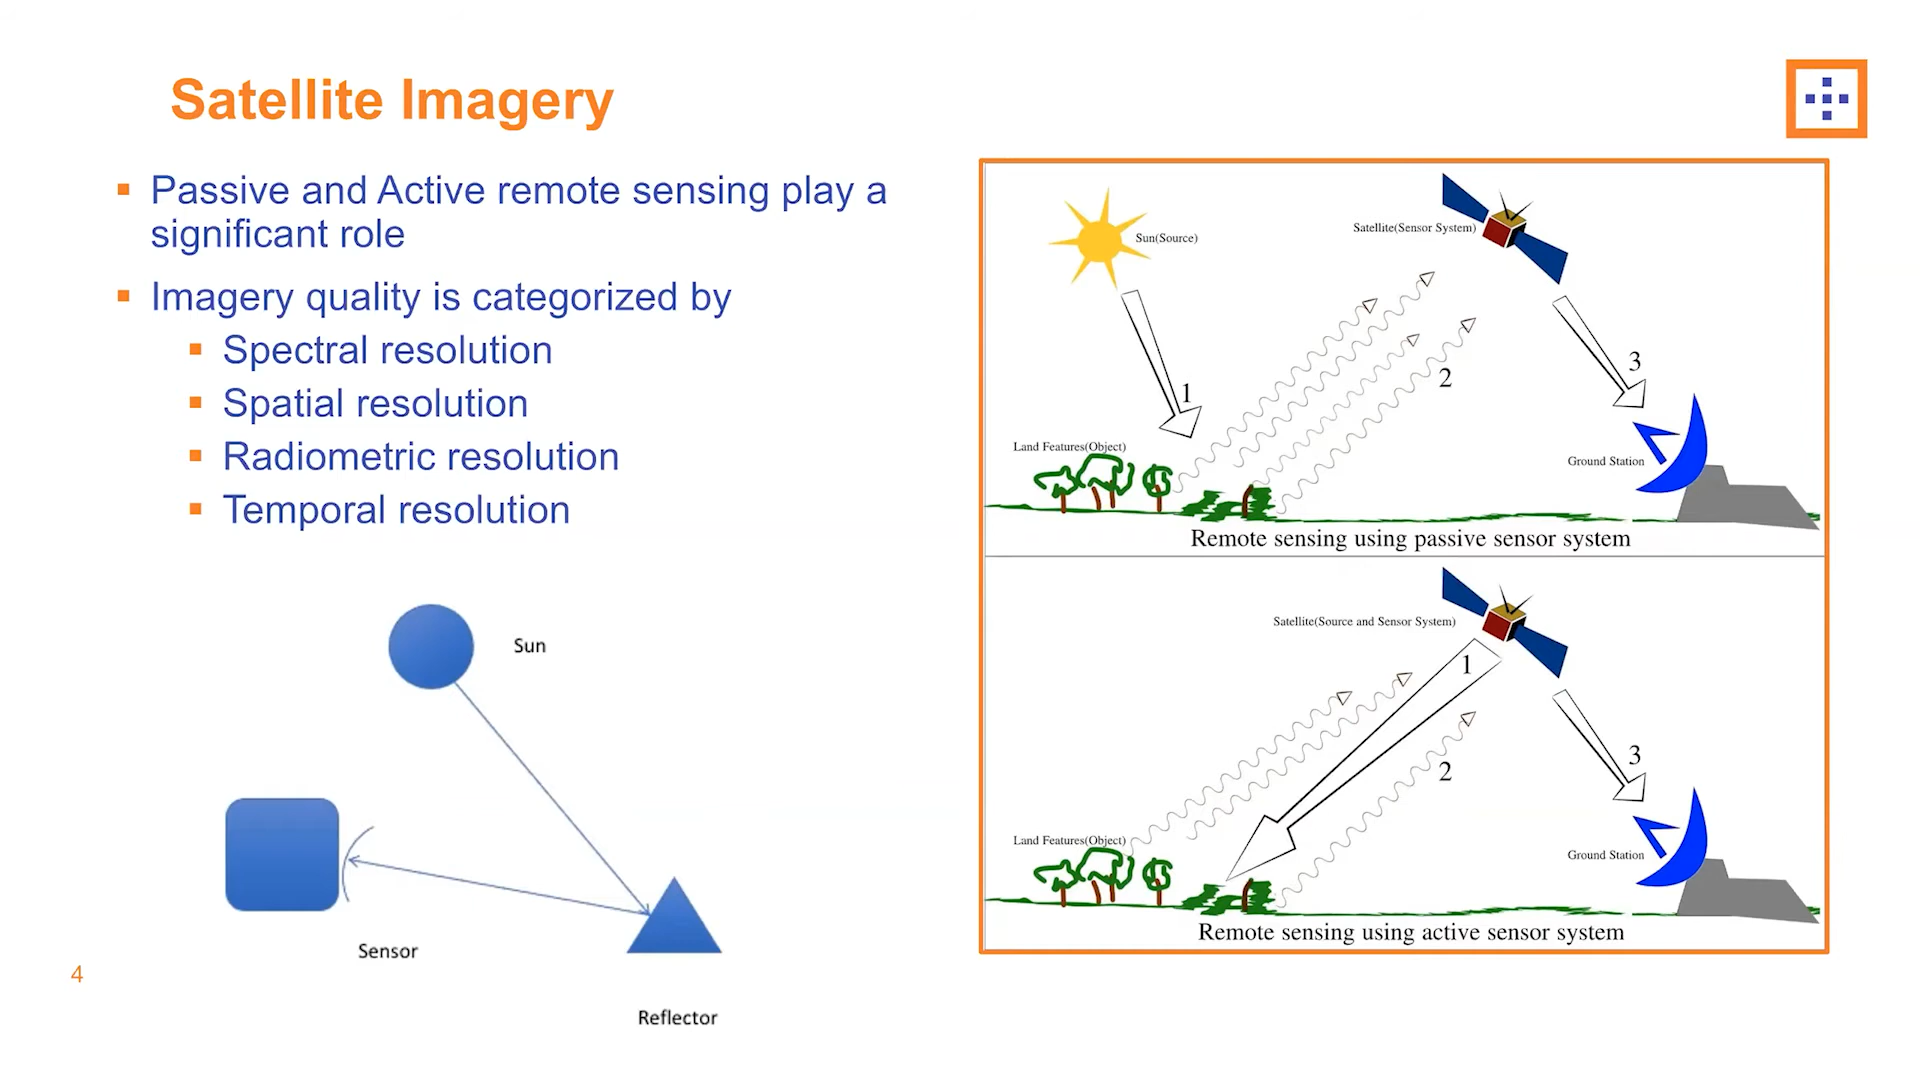 Satellite Imagery
Passive and Active remote sensing play a
significant role
Imagery quality is categorized by
Spectral resolution
Spatial resolution
Radiometric resolution
Temporal resolution
Sun
Sensor
Reflector
4
Sun(Source)
Satellite(Sensor System)
1
2
3
Land Features(Object)
Ground Station
Remote sensing using passive sensor system
Satellite(Source and Sensor System)
1
2
3
Land Features(Object)
Ground Station
Remote sensing using active sensor system